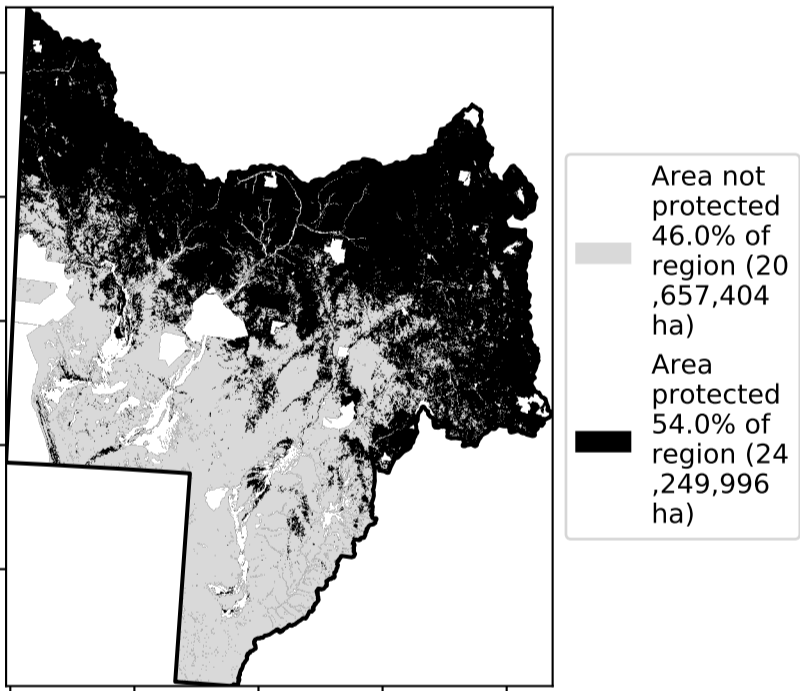 Area not
protected
46.0% of
region (20
,657,404
ha)
Area
protected
54.0% of
region (24
,249,996
ha)